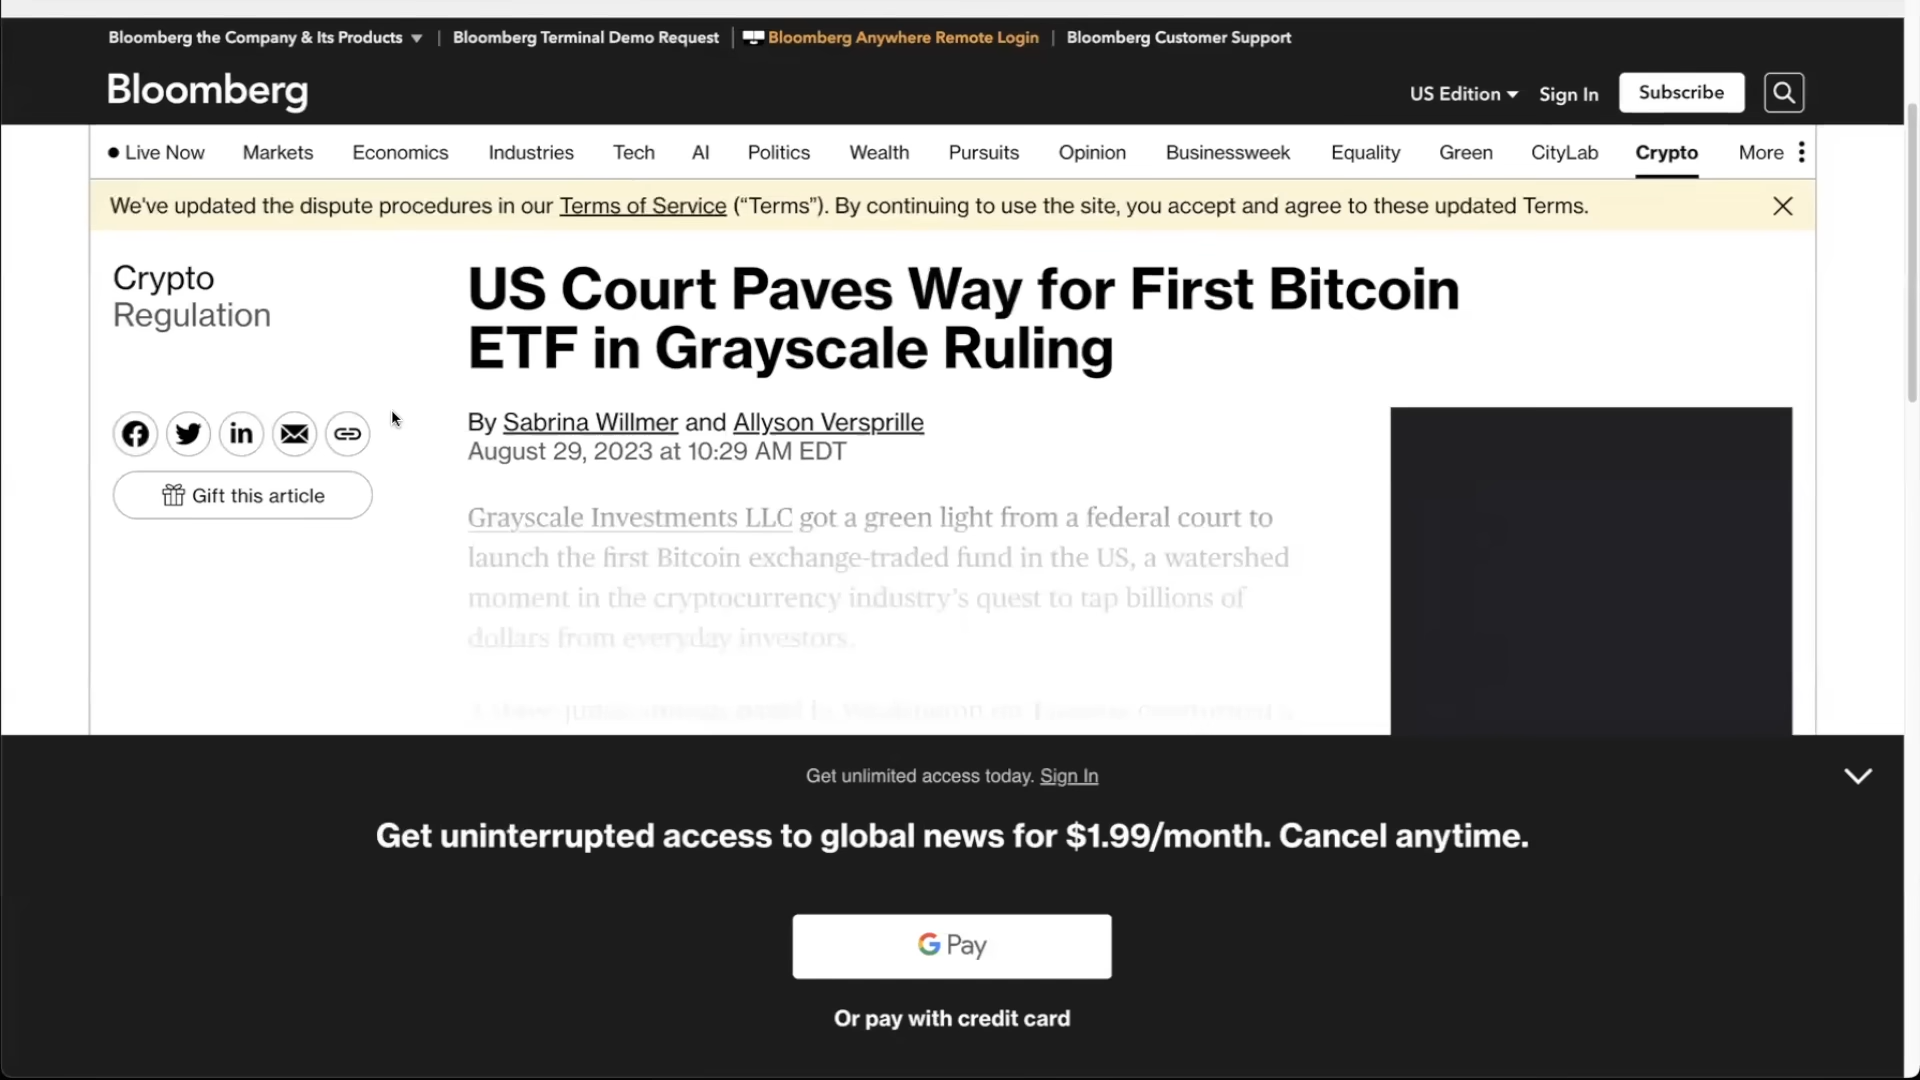 Bloomberg the Company & Its Products ▼ | Bloomberg Terminal Demo Request | Bloomberg Anywhere Remote Login | Bloomberg Customer Support
Bloomberg
US Edition Sign In Subscribe
Live Now Markets Economics Industries Tech AI Politics Wealth Pursuits Opinion Businessweek Equality Green CityLab Crypto More
We've updated the dispute procedures in our Terms of Service (“Terms”). By continuing to use the site, you accept and agree to these updated Terms.
Crypto
Regulation
US Court Paves Way for First Bitcoin
ETF in Grayscale Ruling
By Sabrina Willmer and Allyson Versprille
August 29, 2023 at 10:29 AM EDT
Gift this article
Grayscale Investments LLC got a green light from a federal court to
launch the first Bitcoin exchange-traded fund in the US, a watershed
moment in the cryptocurrency industry’s quest to tap billions of
dollars from everyday investors.
Get unlimited access today. Sign In
Get uninterrupted access to global news for $1.99/month. Cancel anytime.
G Pay
Or pay with credit card